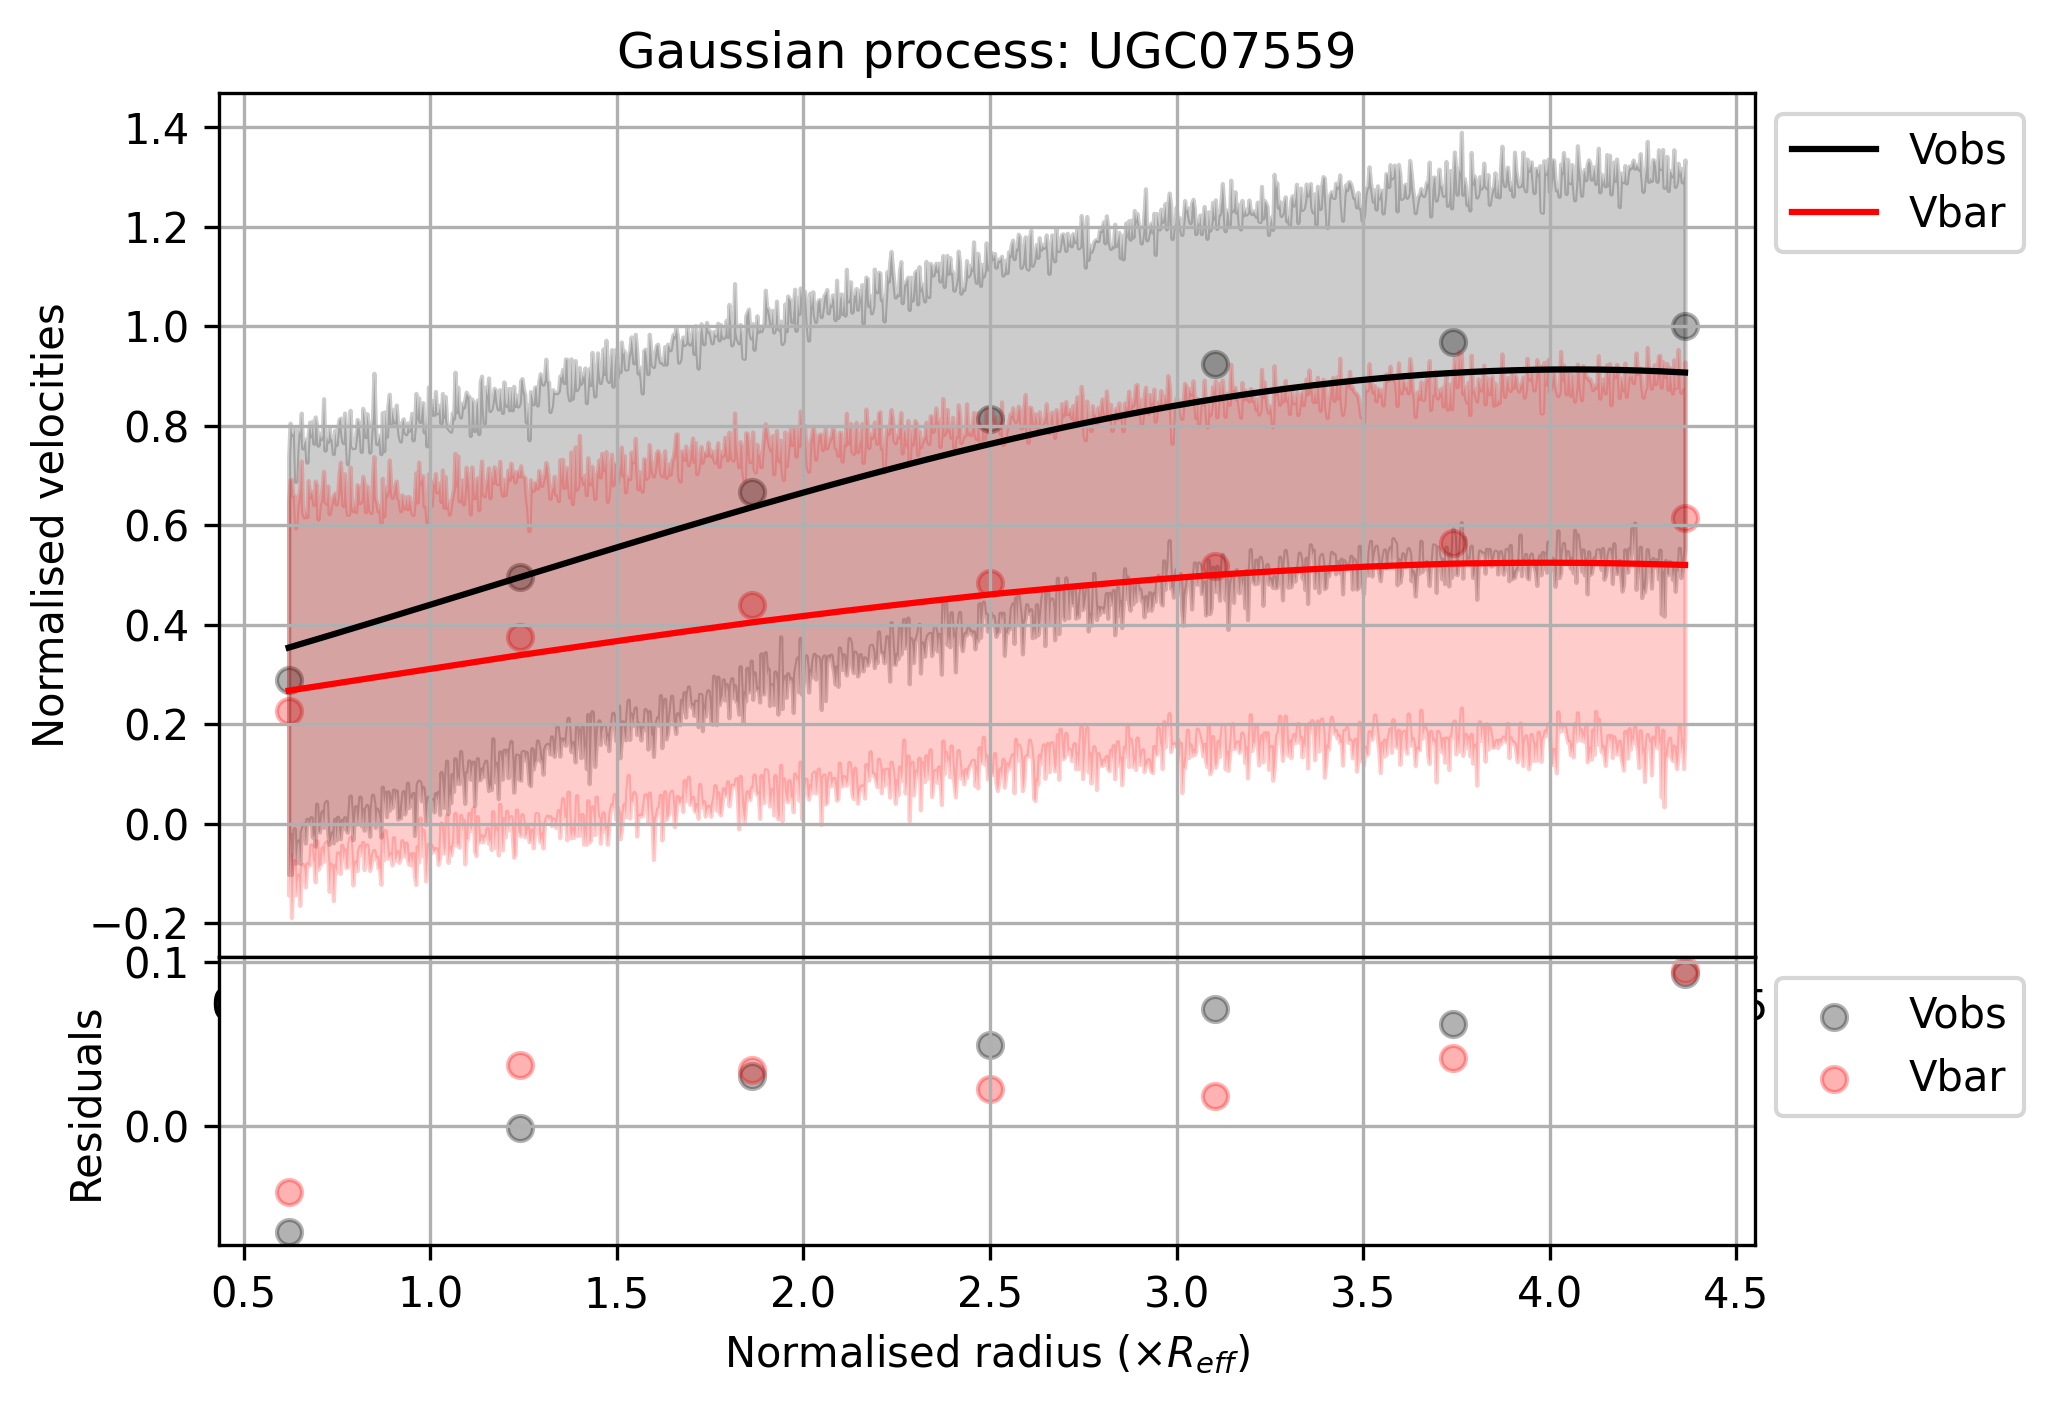 Gaussian process: UGC07559
1.4
1.2
1.0
0.8
0.6
0.4
0.2
0.0
−0.2
Normalised velocities
Vobs
Vbar
0.1
0.0
Residuals
Vobs
Vbar
0.5 1.0 1.5 2.0 2.5 3.0 3.5 4.0 4.5
Normalised radius (×R_eff)